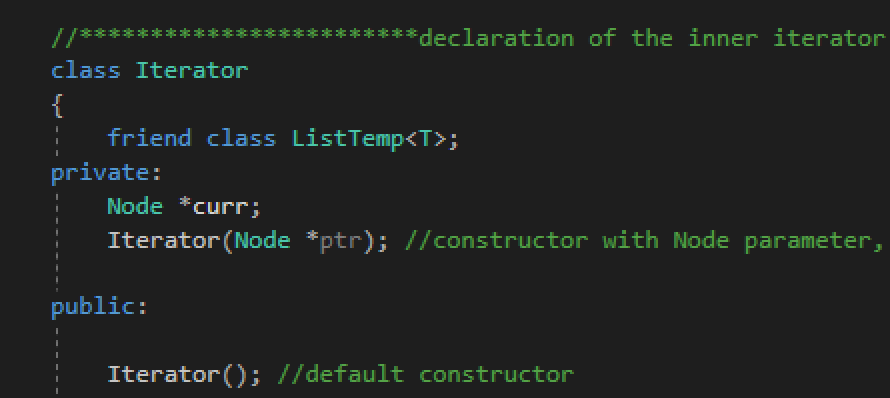 //************************declaration of the inner iterator
class Iterator
{
friend class ListTemp<T>;
private:
Node *curr;
Iterator(Node *ptr); //constructor with Node parameter,
public:
Iterator(); //default constructor